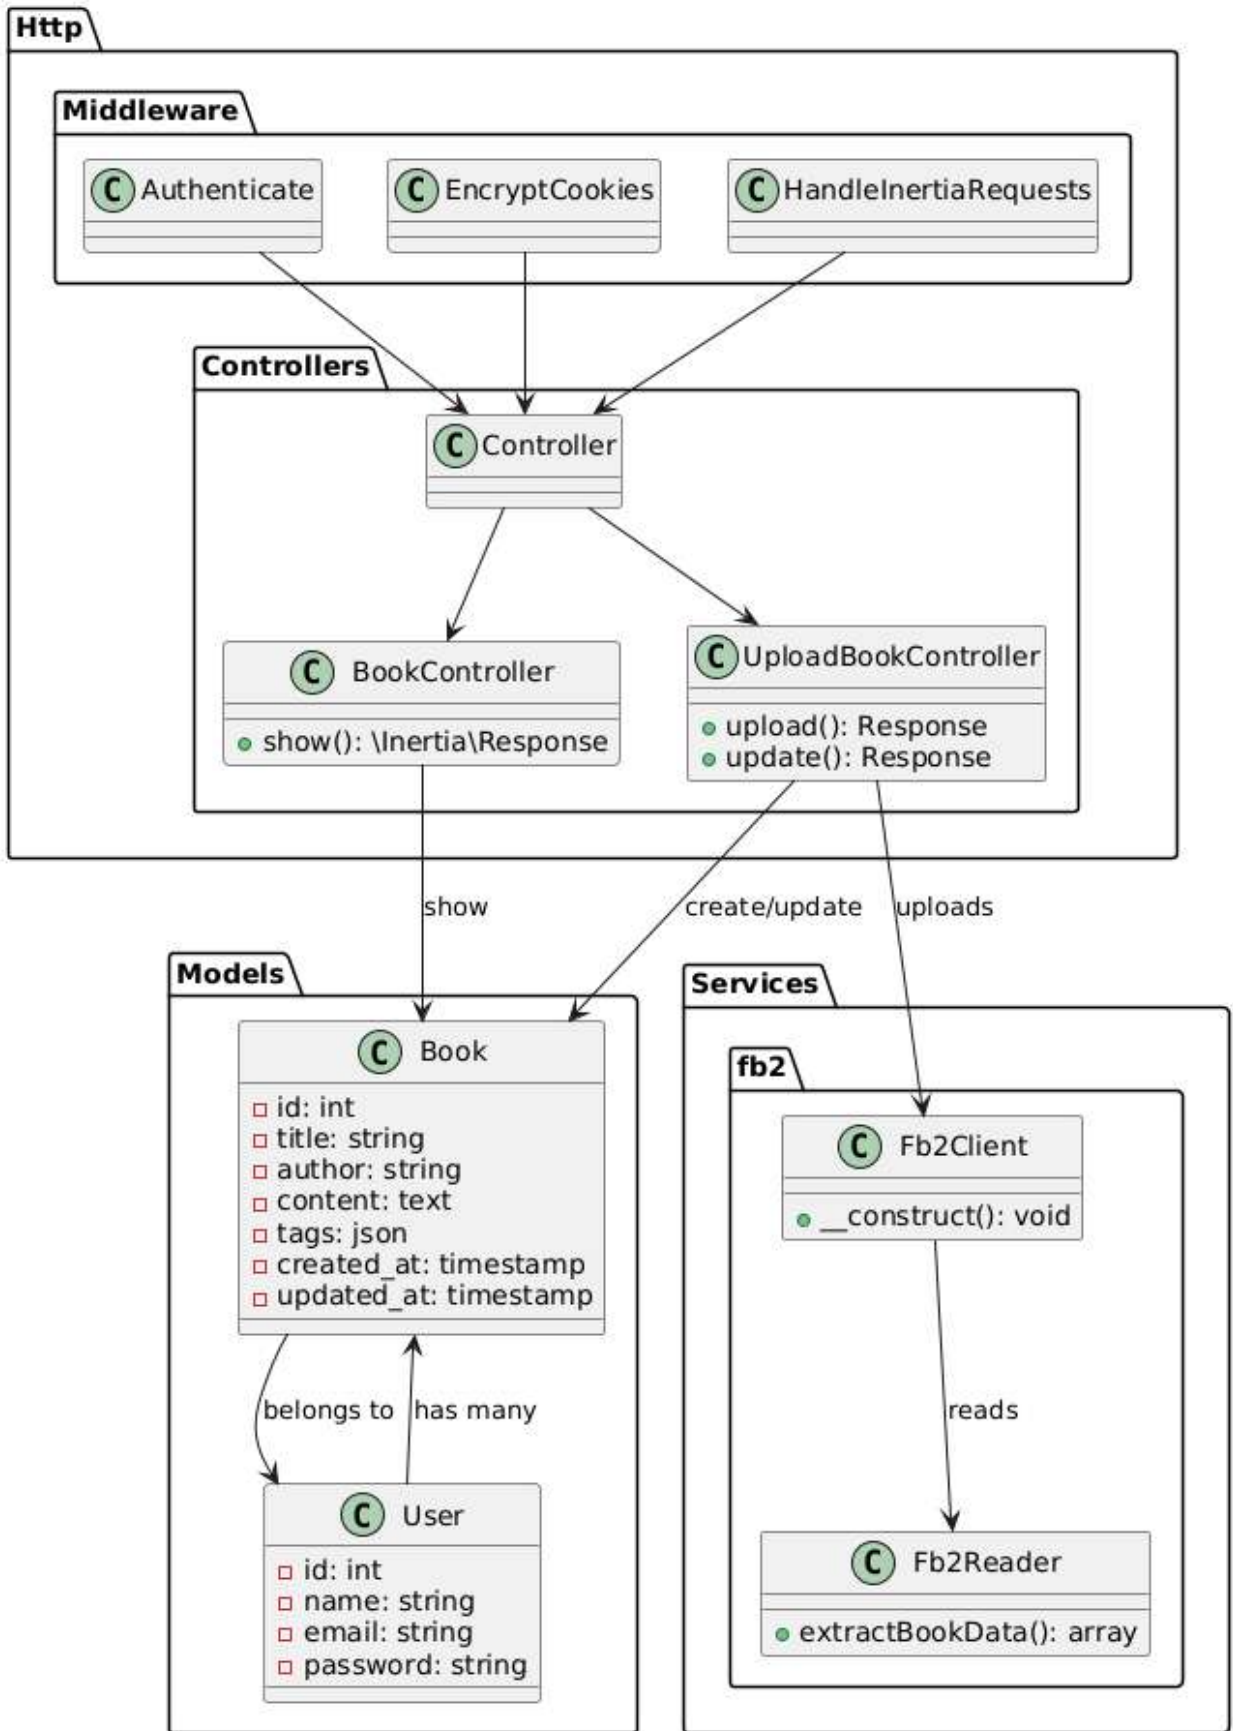 Http
Middleware
C Authenticate
C EncryptCookies
C HandleInertiaRequests
Controllers
C Controller
C BookController
show(): \Inertia\Response
C UploadBookController
upload(): Response
update(): Response
show
create/update
uploads
Models
C Book
id: int
title: string
author: string
content: text
tags: json
created_at: timestamp
updated_at: timestamp
belongs to
has many
C User
id: int
name: string
email: string
password: string
Services
fb2
C Fb2Client
__construct(): void
reads
C Fb2Reader
extractBookData(): array